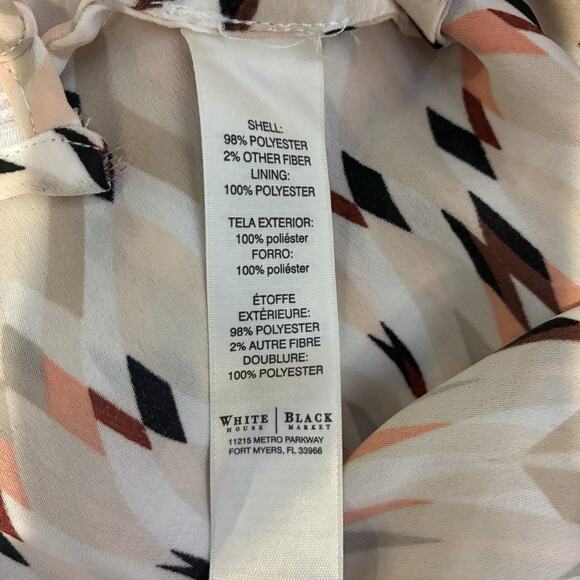 SHELL:
98% POLYESTER
2% OTHER FIBER
LINING:
100% POLYESTER
TELA EXTERIOR:
100% poliéster
FORRO:
100% poliéster
ÉTOFFE
EXTÉRIEURE:
98% POLYESTER
2% AUTRE FIBRE
DOUBLURE:
100% POLYESTER
WHITE | BLACK
HOUSE MARKET
11215 METRO PARKWAY
FORT MYERS, FL 33966